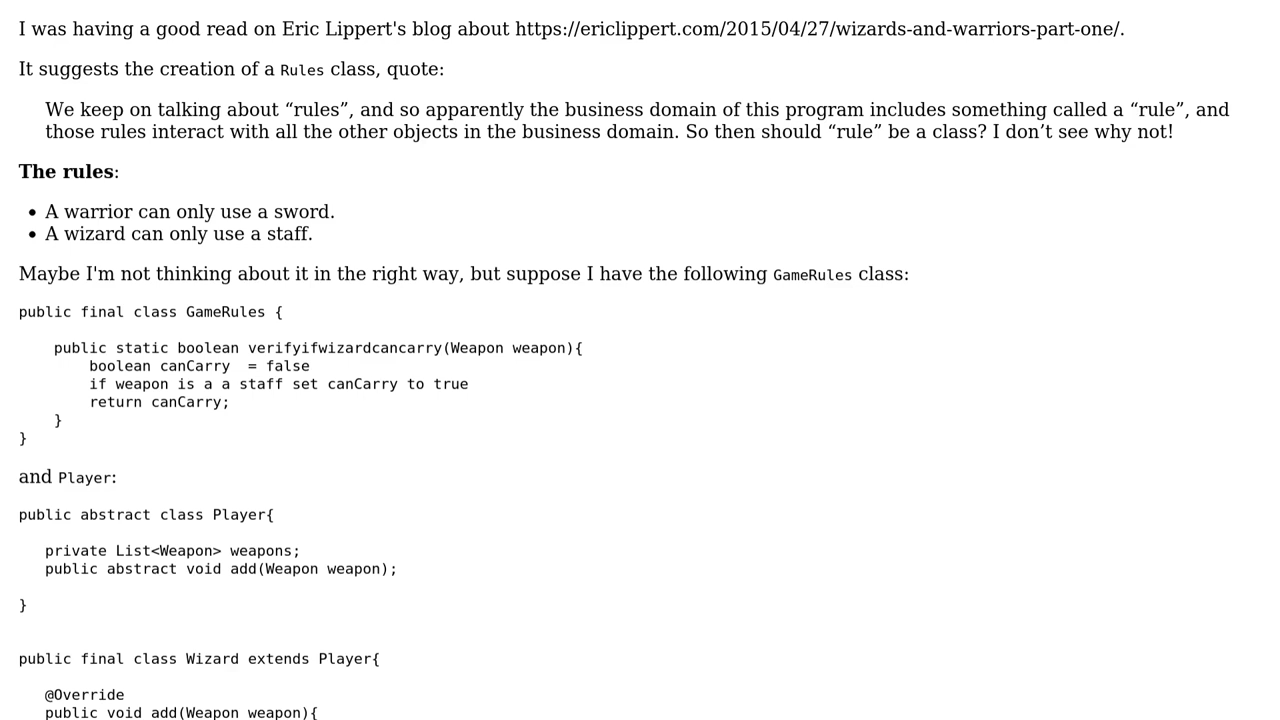 I was having a good read on Eric Lippert's blog about https://ericlippert.com/2015/04/27/wizards-and-warriors-part-one/.
It suggests the creation of a Rules class, quote:
We keep on talking about “rules”, and so apparently the business domain of this program includes something called a “rule”, and
those rules interact with all the other objects in the business domain. So then should “rule” be a class? I don’t see why not!
The rules:
• A warrior can only use a sword.
• A wizard can only use a staff.
Maybe I'm not thinking about it in the right way, but suppose I have the following GameRules class:
public final class GameRules {
    public static boolean verifyifwizardcancarry(Weapon weapon){
        boolean canCarry  = false
        if weapon is a a staff set canCarry to true
        return canCarry;
    }
}
and Player:
public abstract class Player{
   private List<Weapon> weapons;
   public abstract void add(Weapon weapon);
}
public final class Wizard extends Player{
   @Override
   public void add(Weapon weapon){